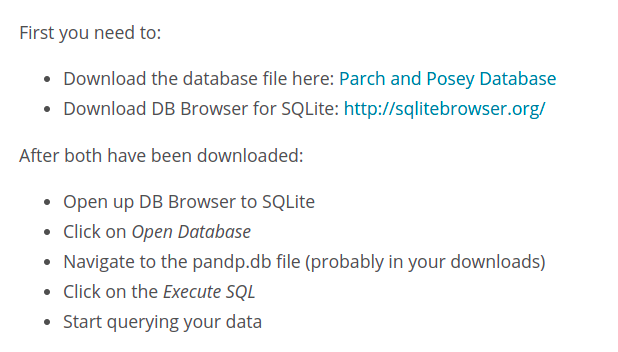 First you need to:
• Download the database file here: Parch and Posey Database
• Download DB Browser for SQLite: http://sqlitebrowser.org/
After both have been downloaded:
• Open up DB Browser to SQLite
• Click on Open Database
• Navigate to the pandp.db file (probably in your downloads)
• Click on the Execute SQL
• Start querying your data